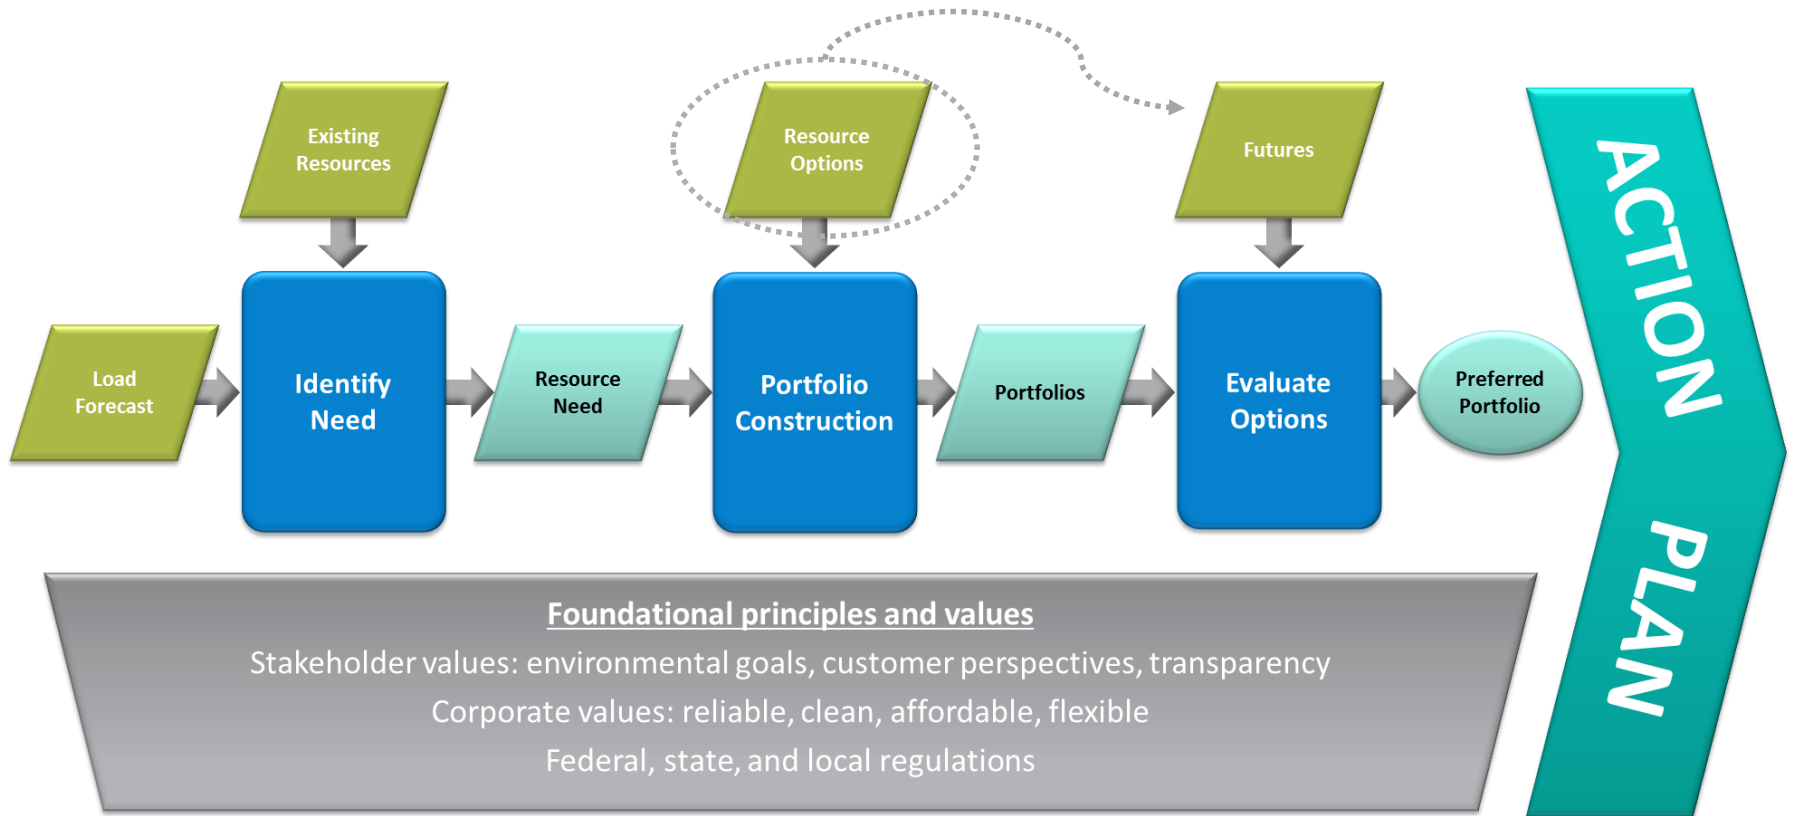 Existing
Resources
Resource
Options
Futures
Load
Forecast
Identify
Need
Resource
Need
Portfolio
Construction
Portfolios
Evaluate
Options
Preferred
Portfolio
ACTION
PLAN
Foundational principles and values
Stakeholder values: environmental goals, customer perspectives, transparency
Corporate values: reliable, clean, affordable, flexible
Federal, state, and local regulations